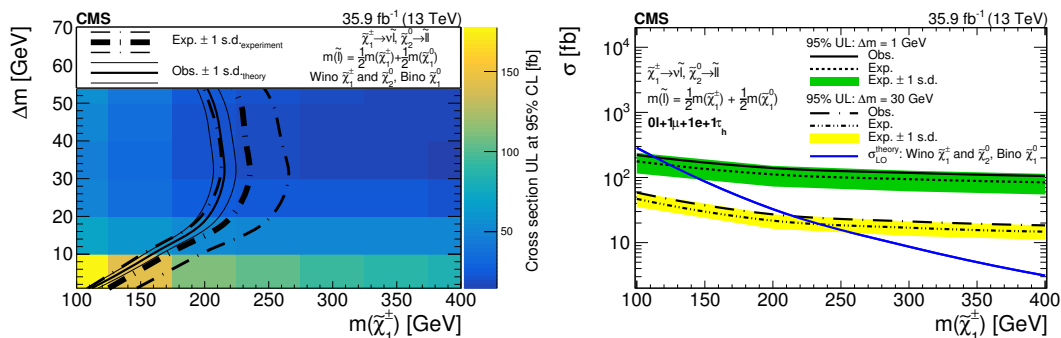 CMS 35.9 fb⁻¹ (13 TeV)
Δm [GeV]
70
60
50
40
30
20
10
Exp. ± 1 s.d.experiment
Obs. ± 1 s.d.theory
χ̃₁^± → νl̃, χ̃₂⁰ → l̃l
m(l̃) = ½m(χ̃₁^±)+½m(χ̃₁⁰)
Wino χ̃₁^± and χ̃₂⁰, Bino χ̃₁⁰
100 150 200 250 300 350 400
m(χ̃₁^±) [GeV]
150
100
50
Cross section UL at 95% CL [fb]
CMS 35.9 fb⁻¹ (13 TeV)
σ [fb]
10⁴
10³
10²
10
χ̃₁^± → νl̃, χ̃₂⁰ → l̃l
m(l̃) = ½m(χ̃₁^±) + ½m(χ̃₁⁰)
0l+1μ+1e+1τh
95% UL: Δm = 1 GeV
Obs.
Exp.
Exp. ± 1 s.d.
95% UL: Δm = 30 GeV
Obs.
Exp.
Exp. ± 1 s.d.
σ_LO^theory: Wino χ̃₁^± and χ̃₂⁰, Bino χ̃₁⁰
100 150 200 250 300 350 400
m(χ̃₁^±) [GeV]